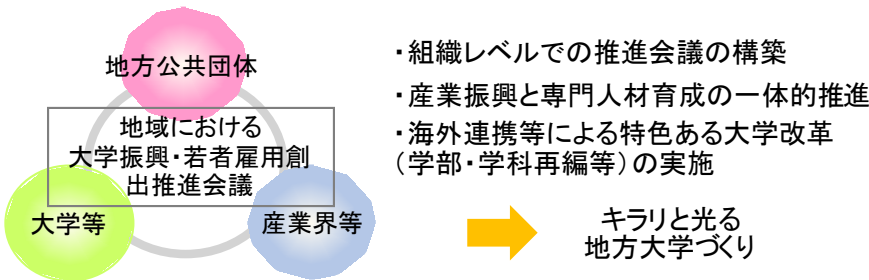 地方公共団体
地域における
大学振興・若者雇用創
出推進会議
大学等
産業界等
・組織レベルでの推進会議の構築
・産業振興と専門人材育成の一体的推進
・海外連携等による特色ある大学改革
（学部・学科再編等）の実施
キラリと光る
地方大学づくり